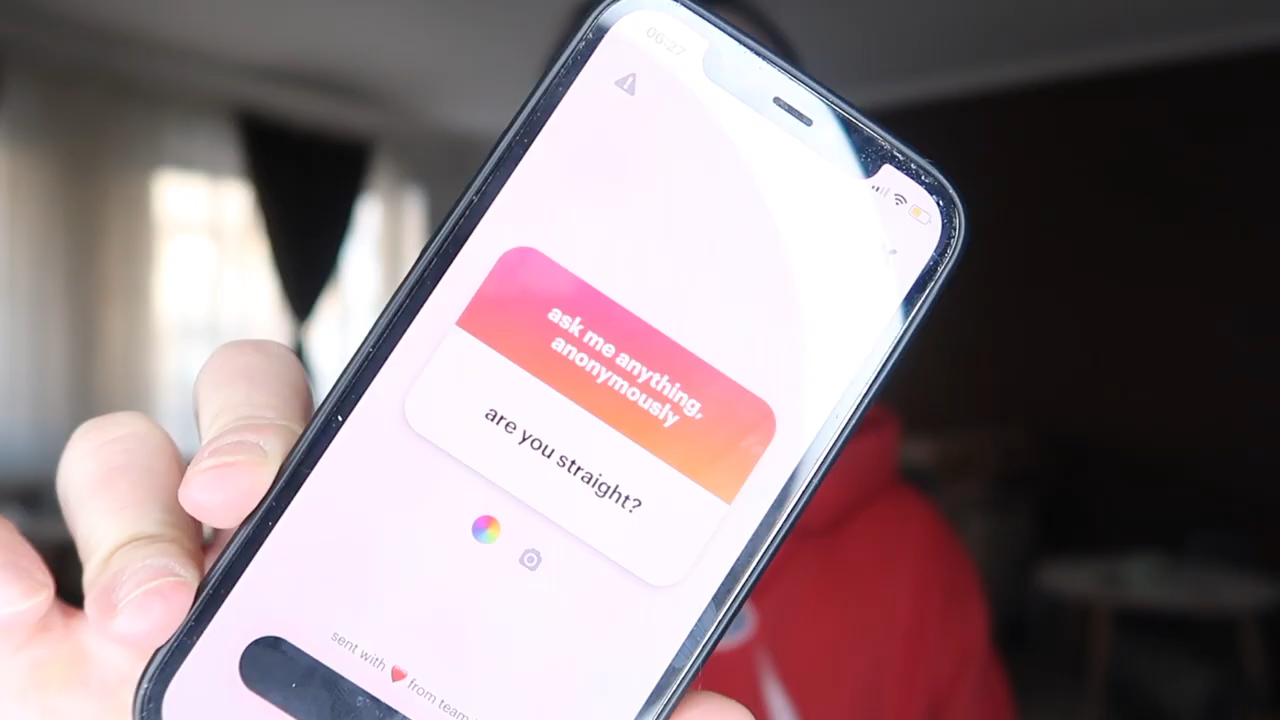 06:27
ask me anything,
anonymously
are you straight?
sent with ❤️ from team